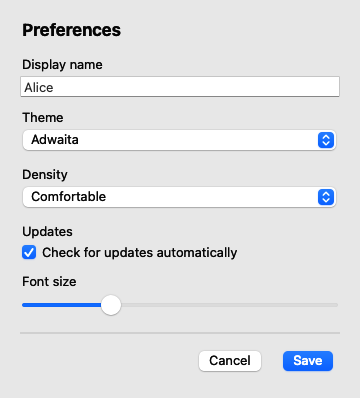 Preferences
Display name
Alice
Theme
Adwaita
Density
Comfortable
Updates
Check for updates automatically
Font size
Cancel Save